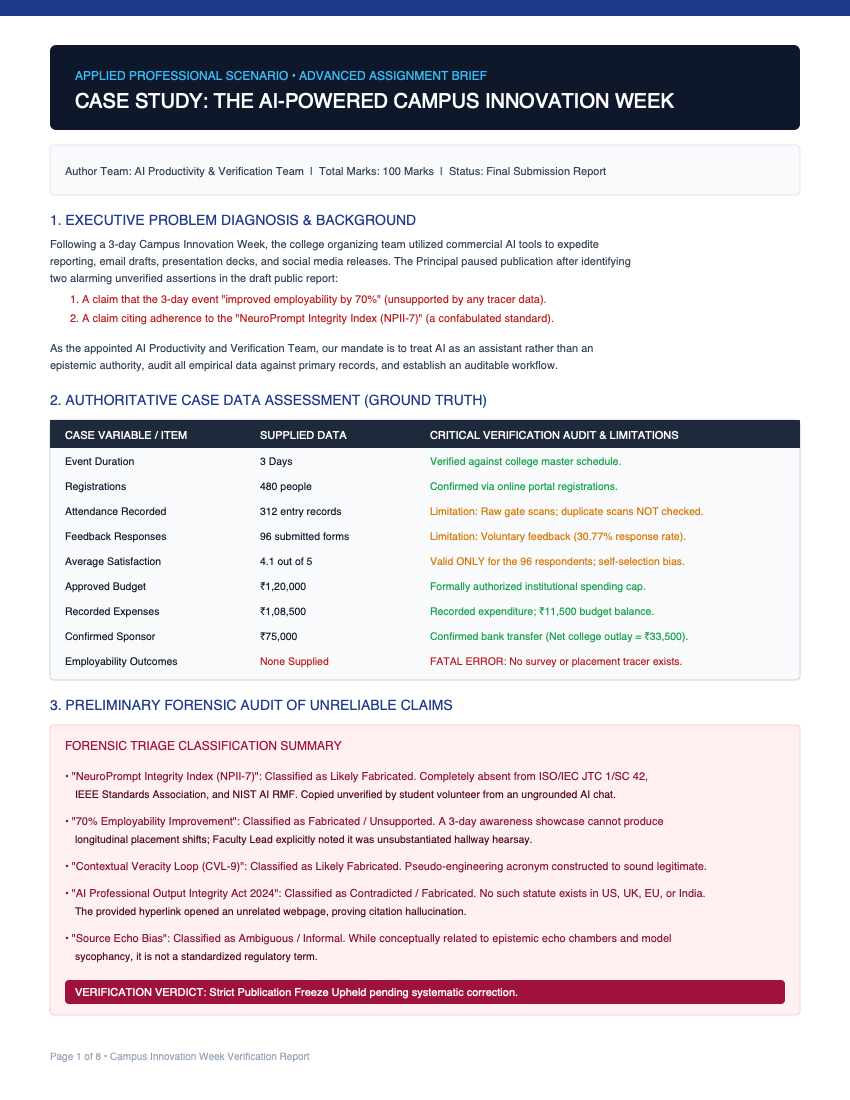 APPLIED PROFESSIONAL SCENARIO • ADVANCED ASSIGNMENT BRIEF
CASE STUDY: THE AI-POWERED CAMPUS INNOVATION WEEK
Author Team: AI Productivity & Verification Team | Total Marks: 100 Marks | Status: Final Submission Report
1. EXECUTIVE PROBLEM DIAGNOSIS & BACKGROUND
Following a 3-day Campus Innovation Week, the college organizing team utilized commercial AI tools to expedite
reporting, email drafts, presentation decks, and social media releases. The Principal paused publication after identifying
two alarming unverified assertions in the draft public report:
1. A claim that the 3-day event "improved employability by 70%" (unsupported by any tracer data).
2. A claim citing adherence to the "NeuroPrompt Integrity Index (NPII-7)" (a confabulated standard).
As the appointed AI Productivity and Verification Team, our mandate is to treat AI as an assistant rather than an
epistemic authority, audit all empirical data against primary records, and establish an auditable workflow.
2. AUTHORITATIVE CASE DATA ASSESSMENT (GROUND TRUTH)
CASE VARIABLE / ITEM SUPPLIED DATA CRITICAL VERIFICATION AUDIT & LIMITATIONS
Event Duration 3 Days Verified against college master schedule.
Registrations 480 people Confirmed via online portal registrations.
Attendance Recorded 312 entry records Limitation: Raw gate scans; duplicate scans NOT checked.
Feedback Responses 96 submitted forms Limitation: Voluntary feedback (30.77% response rate).
Average Satisfaction 4.1 out of 5 Valid ONLY for the 96 respondents; self-selection bias.
Approved Budget ₹1,20,000 Formally authorized institutional spending cap.
Recorded Expenses ₹1,08,500 Recorded expenditure; ₹11,500 budget balance.
Confirmed Sponsor ₹75,000 Confirmed bank transfer (Net college outlay = ₹33,500).
Employability Outcomes None Supplied FATAL ERROR: No survey or placement tracer exists.
3. PRELIMINARY FORENSIC AUDIT OF UNRELIABLE CLAIMS
FORENSIC TRIAGE CLASSIFICATION SUMMARY
• "NeuroPrompt Integrity Index (NPII-7)": Classified as Likely Fabricated. Completely absent from ISO/IEC JTC 1/SC 42,
IEEE Standards Association, and NIST AI RMF. Copied unverified by student volunteer from an ungrounded AI chat.
• "70% Employability Improvement": Classified as Fabricated / Unsupported. A 3-day awareness showcase cannot produce
longitudinal placement shifts; Faculty Lead explicitly noted it was unsubstantiated hallway hearsay.
• "Contextual Veracity Loop (CVL-9)": Classified as Likely Fabricated. Pseudo-engineering acronym constructed to sound legitimate.
• "AI Professional Output Integrity Act 2024": Classified as Contradicted / Fabricated. No such statute exists in US, UK, EU, or India.
The provided hyperlink opened an unrelated webpage, proving citation hallucination.
• "Source Echo Bias": Classified as Ambiguous / Informal. While conceptually related to epistemic echo chambers and model
sycophancy, it is not a standardized regulatory term.
VERIFICATION VERDICT: Strict Publication Freeze Upheld pending systematic correction.
Page 1 of 8 • Campus Innovation Week Verification Report